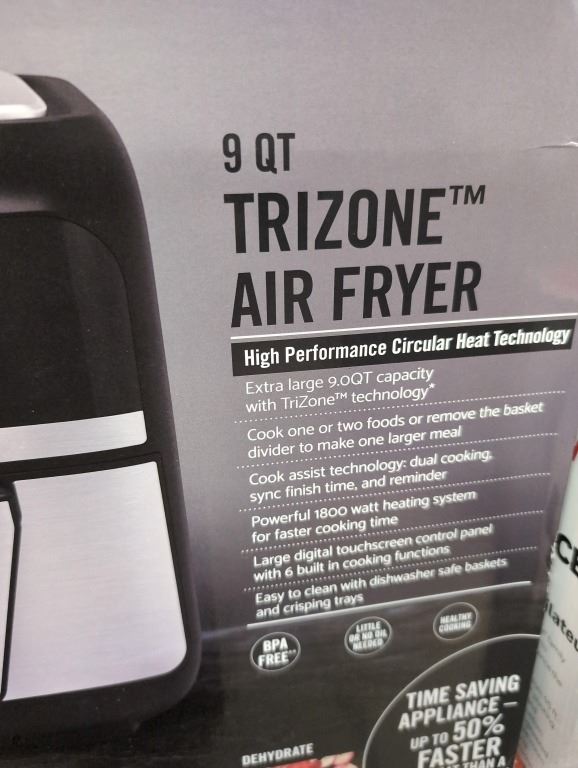 9 QT
TRIZONE™
AIR FRYER
High Performance Circular Heat Technology
Extra large 9.0QT capacity
with TriZone™ technology*
Cook one or two foods or remove the basket
divider to make one larger meal
Cook assist technology: dual cooking,
sync finish time, and reminder
Powerful 1800 watt heating system
for faster cooking time
Large digital touchscreen control panel
with 6 built in cooking functions
Easy to clean with dishwasher safe baskets
and crisping trays
BPA
FREE**
LITTLE
OR NO OIL
NEEDED
HEALTHY
COOKING
TIME SAVING
APPLIANCE –
UP TO 50%
FASTER
THAN A
DEHYDRATE